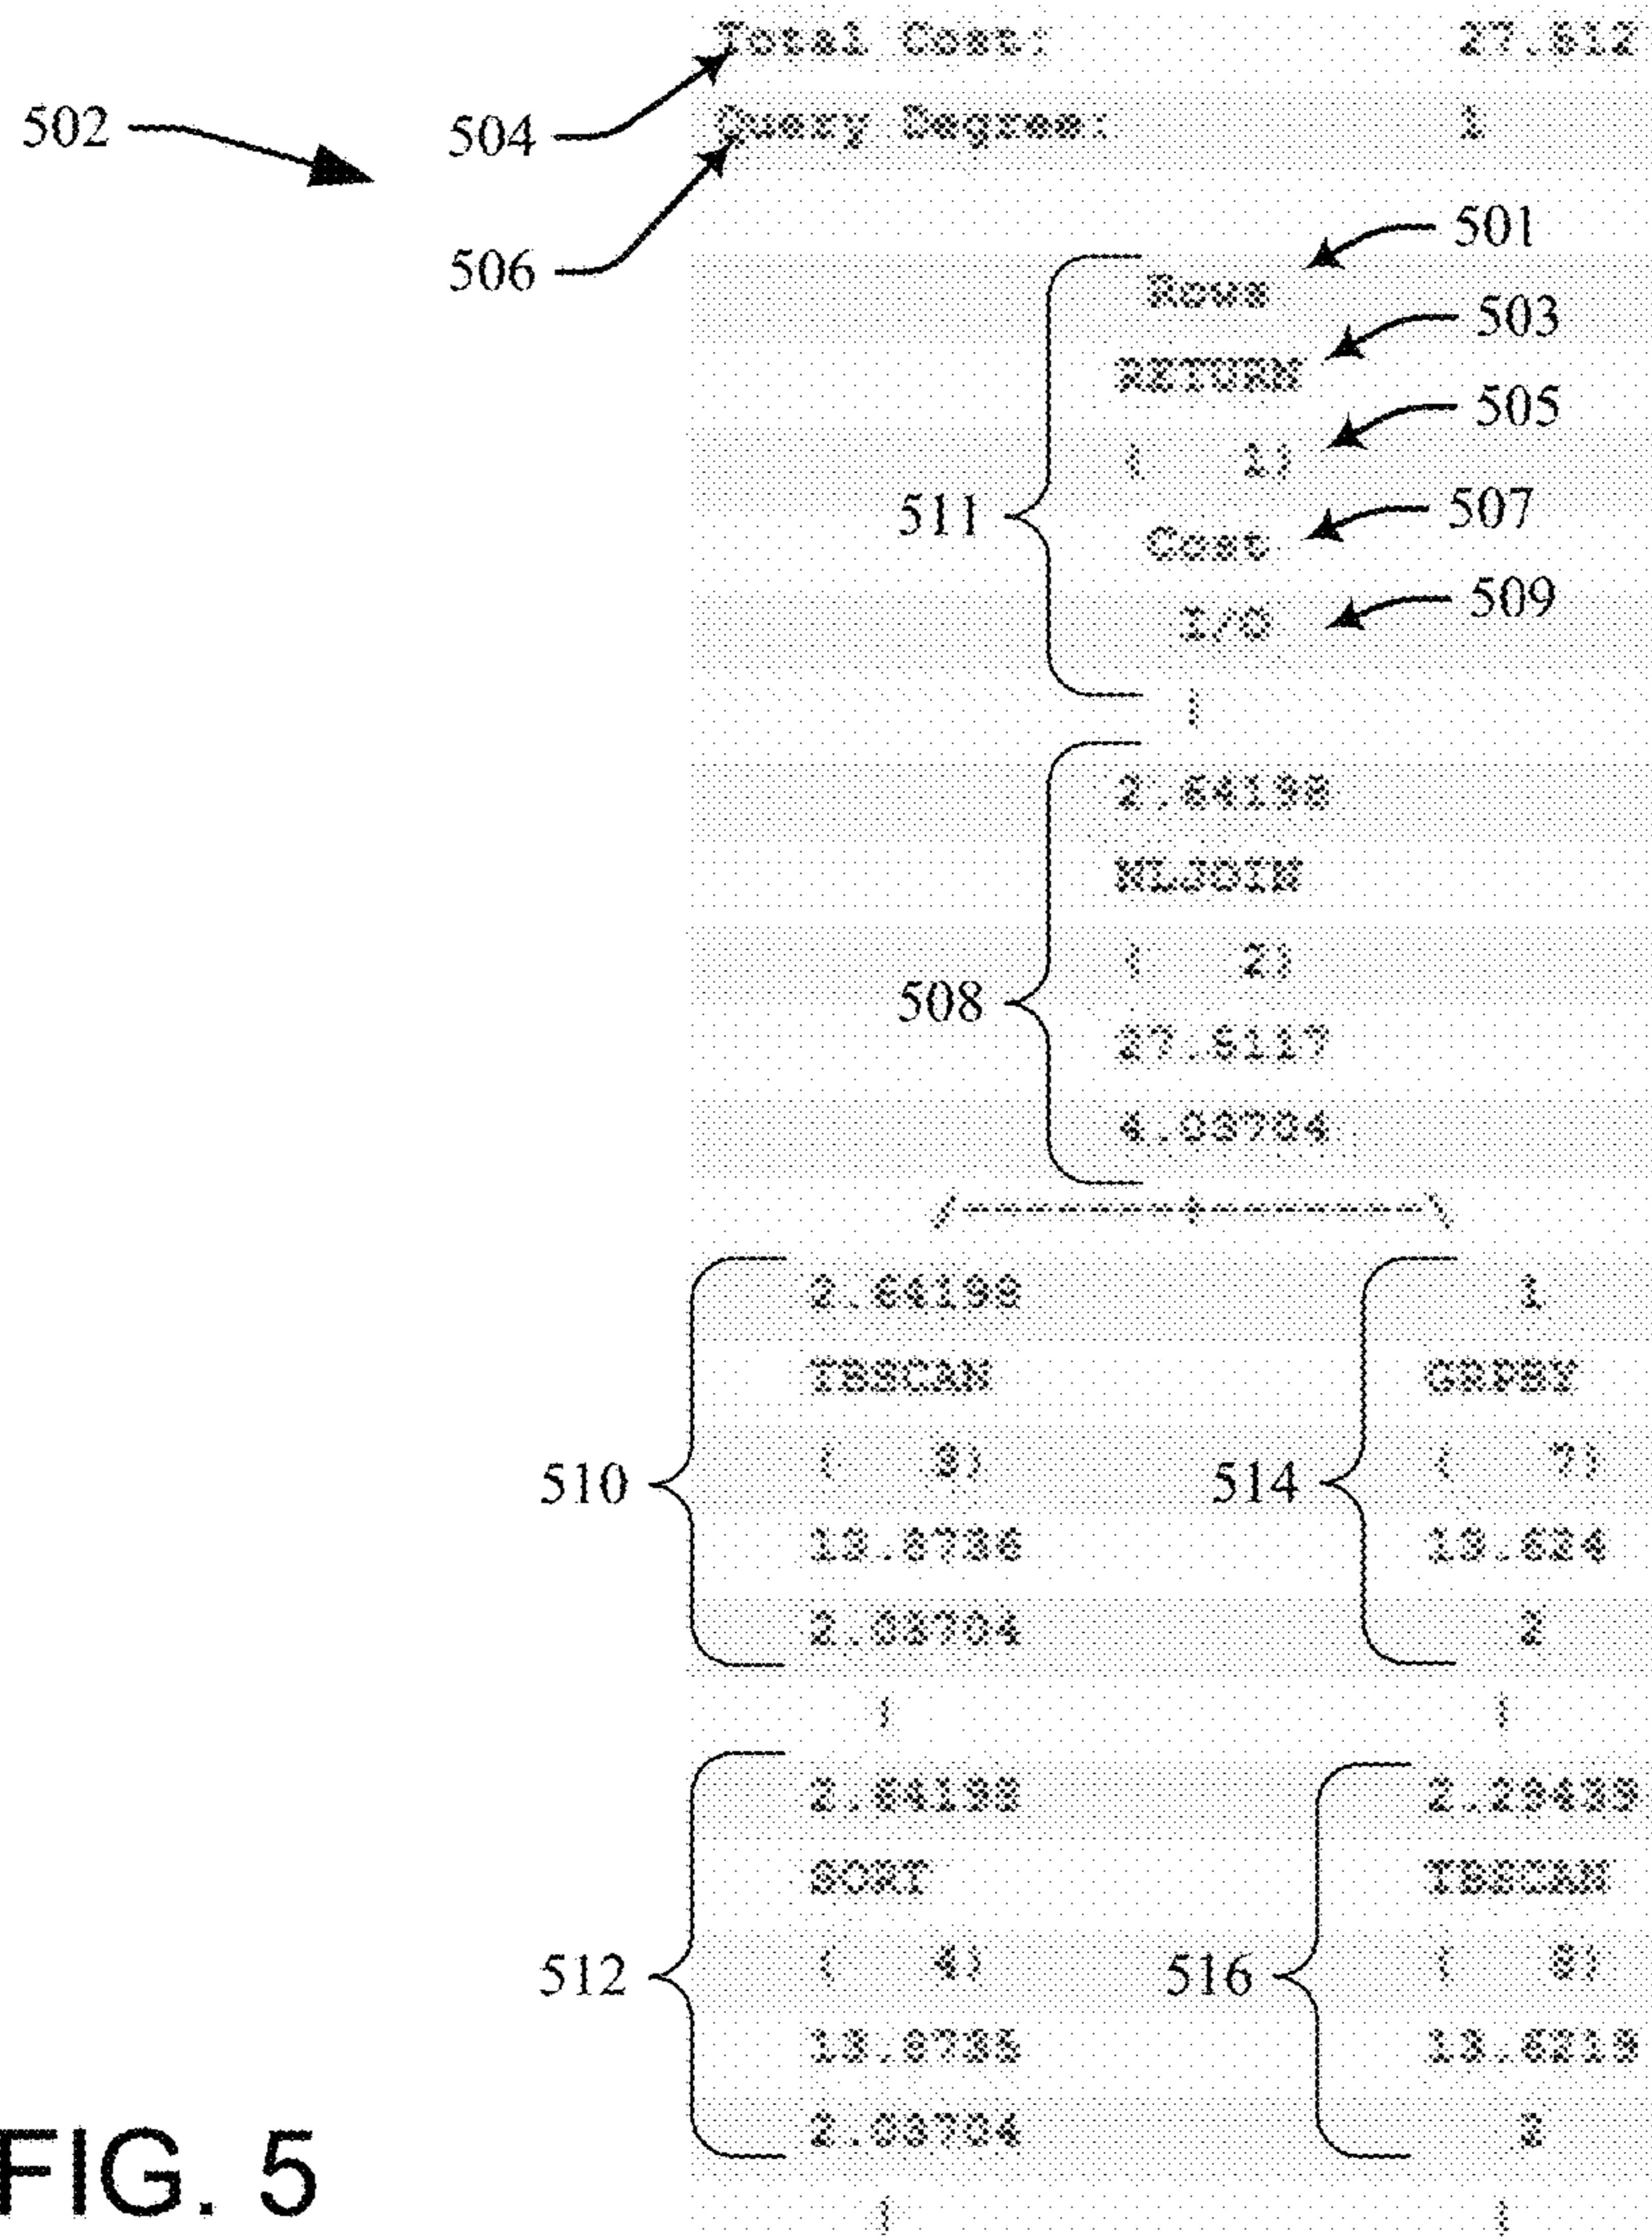 Total Cost: 27.812
Query Degree: 1
502
504
506
Rows
501
RETURN
503
( 1)
505
Cost
507
I/O
509
511
|
2.64198
NLJOIN
( 2)
508
4.03704
/----------+----------\
2.64198 1
TBSCAN GRPBY
( 3) ( 7)
510 514
13.8736 13.624
2.03704 2
| |
2.64198 2.29439
SORT TBSCAN
( 4) ( 8)
512 516
13.8735 13.6219
2.03704 2
| |
FIG. 5